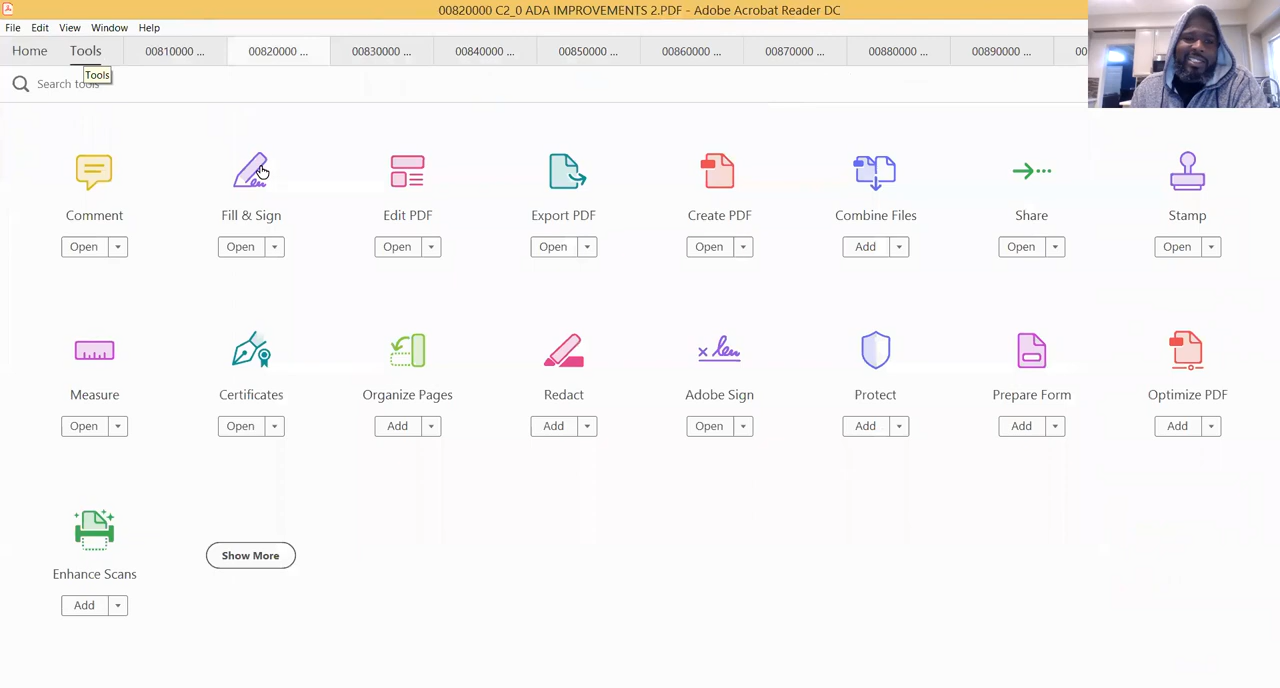 00820000 C2_0 ADA IMPROVEMENTS 2.PDF - Adobe Acrobat Reader DC
File Edit View Window Help
Home Tools 00810000 ... 00820000 ... 00830000 ... 00840000 ... 00850000 ... 00860000 ... 00870000 ... 00880000 ... 00890000 ... 00
Tools
Search tools
Comment Fill & Sign Edit PDF Export PDF Create PDF Combine Files Share Stamp
Open Open Open Open Open Add Open Open
Measure Certificates Organize Pages Redact Adobe Sign Protect Prepare Form Optimize PDF
Open Open Add Add Open Add Add Add
Enhance Scans
Show More
Add